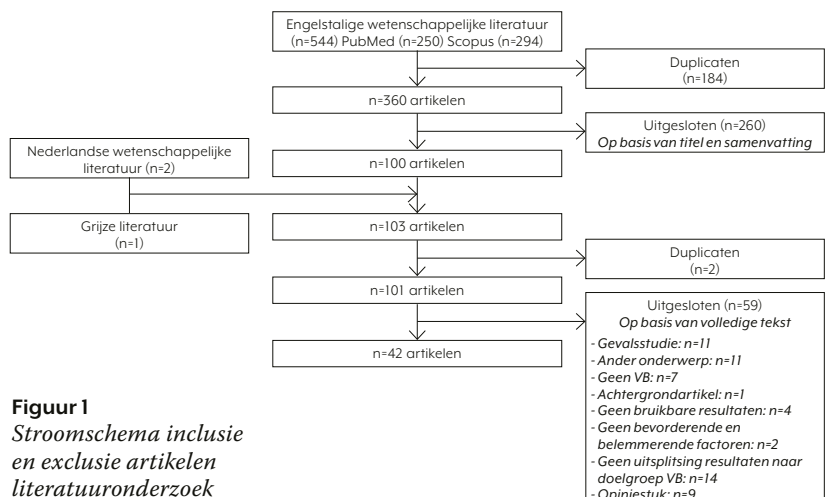 Engelstalige wetenschappelijke literatuur
(n=544) PubMed (n=250) Scopus (n=294)
Duplicaten
(n=184)
n=360 artikelen
Uitgesloten (n=260)
Op basis van titel en samenvatting
Nederlandse wetenschappelijke
literatuur (n=2)
n=100 artikelen
Grijze literatuur
(n=1)
n=103 artikelen
Duplicaten
(n=2)
n=101 artikelen
Uitgesloten (n=59)
Op basis van volledige tekst
- Gevalsstudie: n=11
- Ander onderwerp: n=11
- Geen VB: n=7
- Achtergrondartikel: n=1
- Geen bruikbare resultaten: n=4
- Geen bevorderende en
belemmerende factoren: n=2
- Geen uitsplitsing resultaten naar
doelgroep VB: n=14
- Opiniestuk: n=9
n=42 artikelen
Figuur 1
Stroomschema inclusie
en exclusie artikelen
literatuuronderzoek